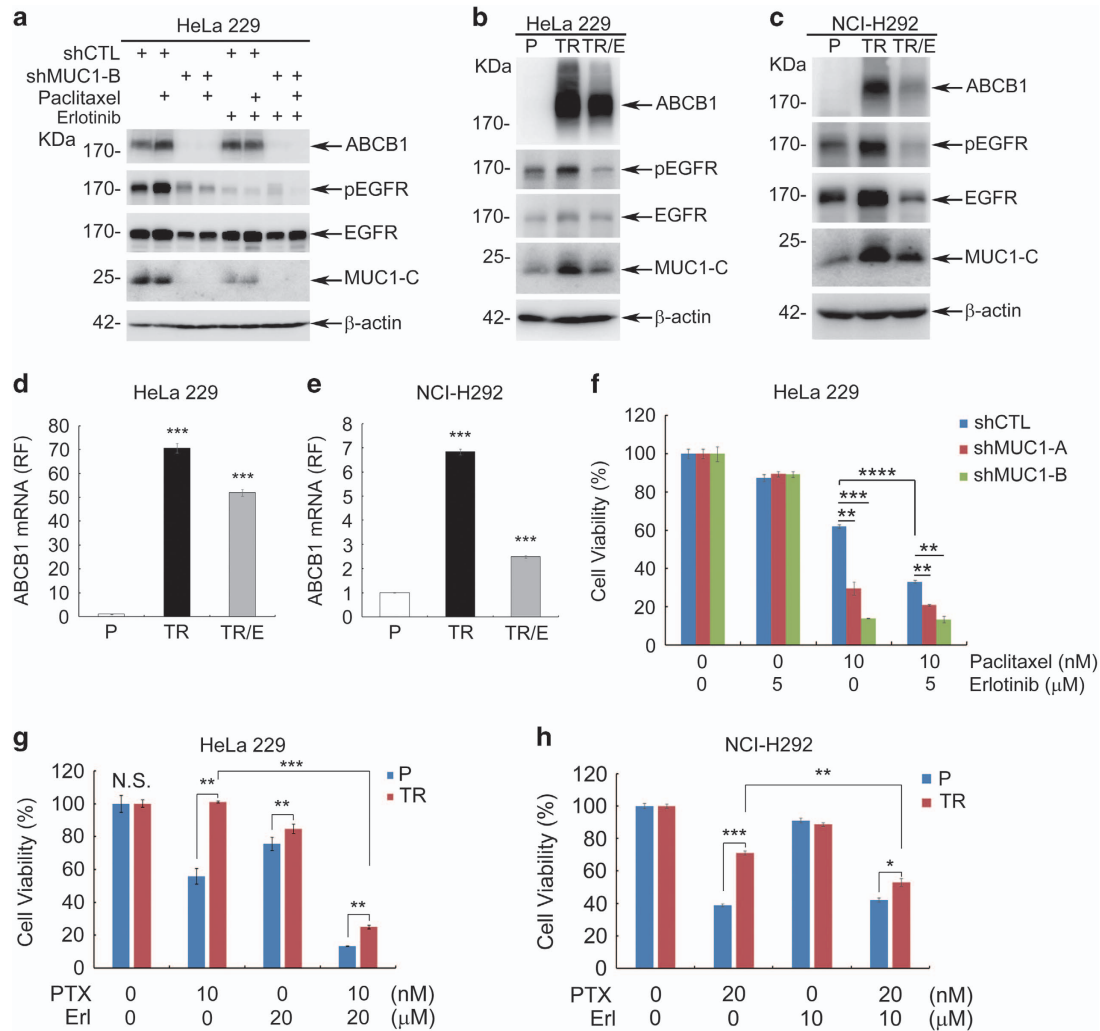 a
HeLa 229
shCTL + + + +
shMUC1-B + + + +
Paclitaxel + + + +
Erlotinib + + + +
KDa
170- ABCB1
170- pEGFR
170- EGFR
25- MUC1-C
42- β-actin
b
HeLa 229
P TR TR/E
KDa
170- ABCB1
170- pEGFR
170- EGFR
25- MUC1-C
42- β-actin
c
NCI-H292
P TR TR/E
KDa
170- ABCB1
170- pEGFR
170- EGFR
25- MUC1-C
42- β-actin
d
HeLa 229
ABCB1 mRNA (RF)
80
70
60
50
40
30
20
10
0
***
***
P TR TR/E
e
NCI-H292
ABCB1 mRNA (RF)
8
7
6
5
4
3
2
1
0
***
***
P TR TR/E
f
HeLa 229
Cell Viability (%)
120
100
80
60
40
20
0
shCTL
shMUC1-A
shMUC1-B
****
***
**
**
**
0 0 10 10 Paclitaxel (nM)
0 5 0 5 Erlotinib (μM)
g
HeLa 229
Cell Viability (%)
120
100
80
60
40
20
0
N.S.
**
***
**
**
P
TR
PTX 0 10 0 10 (nM)
Erl 0 0 20 20 (μM)
h
NCI-H292
Cell Viability (%)
120
100
80
60
40
20
0
***
**
*
P
TR
PTX 0 20 0 20 (nM)
Erl 0 0 10 10 (μM)